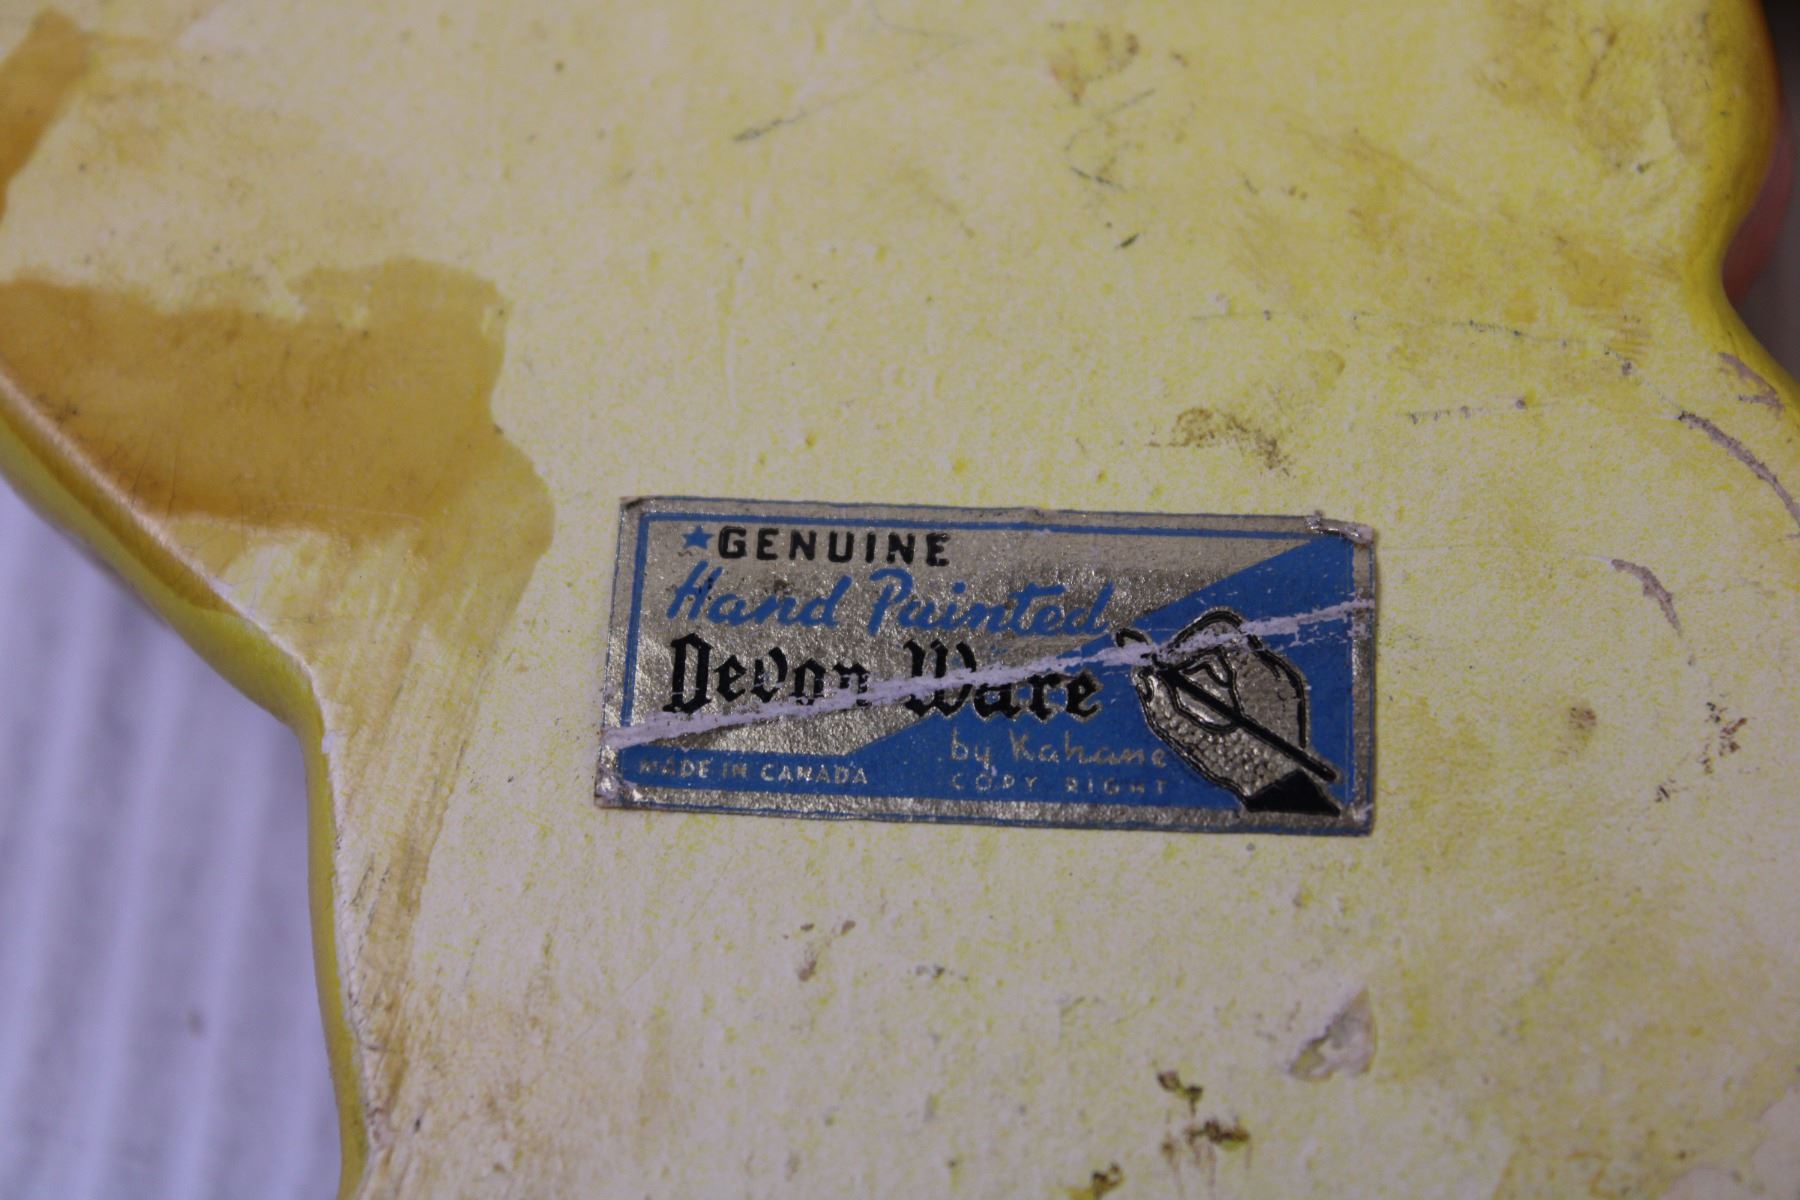 ★GENUINE
Hand Painted
Devon Ware
by Kahane
MADE IN CANADA
COPY RIGHT